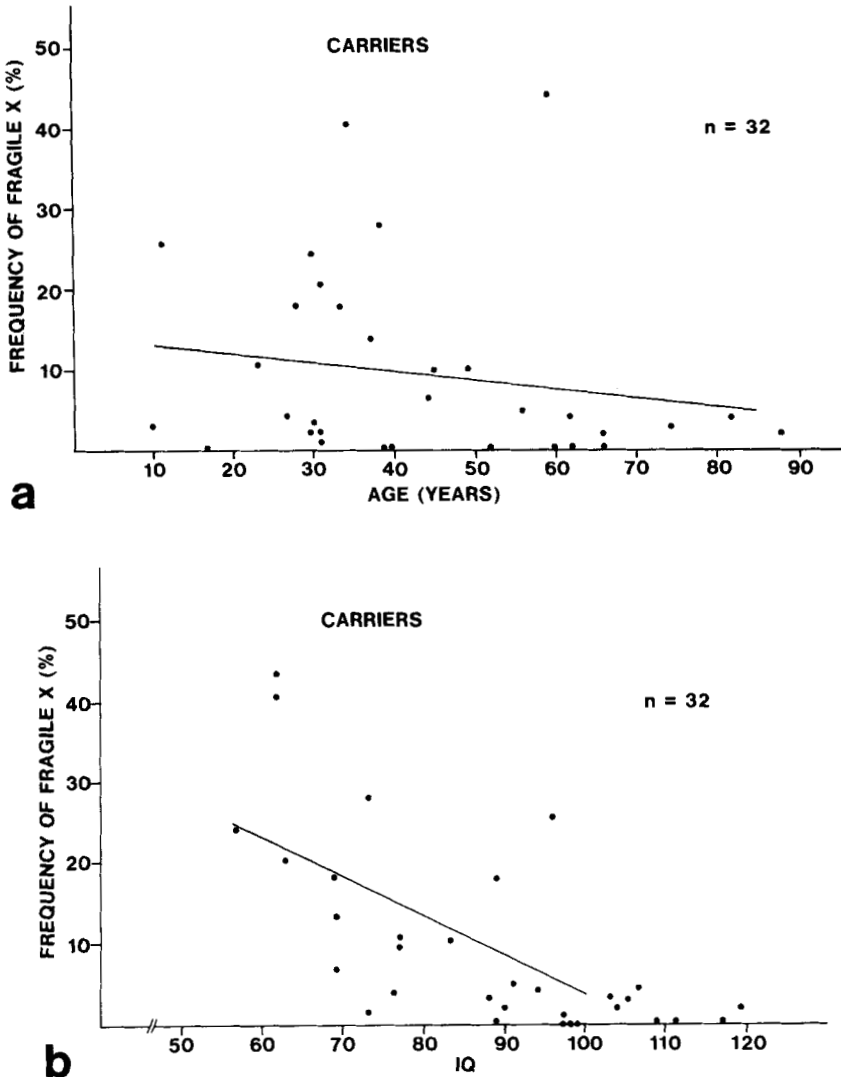 CARRIERS
n = 32
FREQUENCY OF FRAGILE X (%)
50
40
30
20
10
10 20 30 40 50 60 70 80 90
AGE (YEARS)
a
CARRIERS
n = 32
FREQUENCY OF FRAGILE X (%)
50
40
30
20
10
50 60 70 80 90 100 110 120
IQ
b